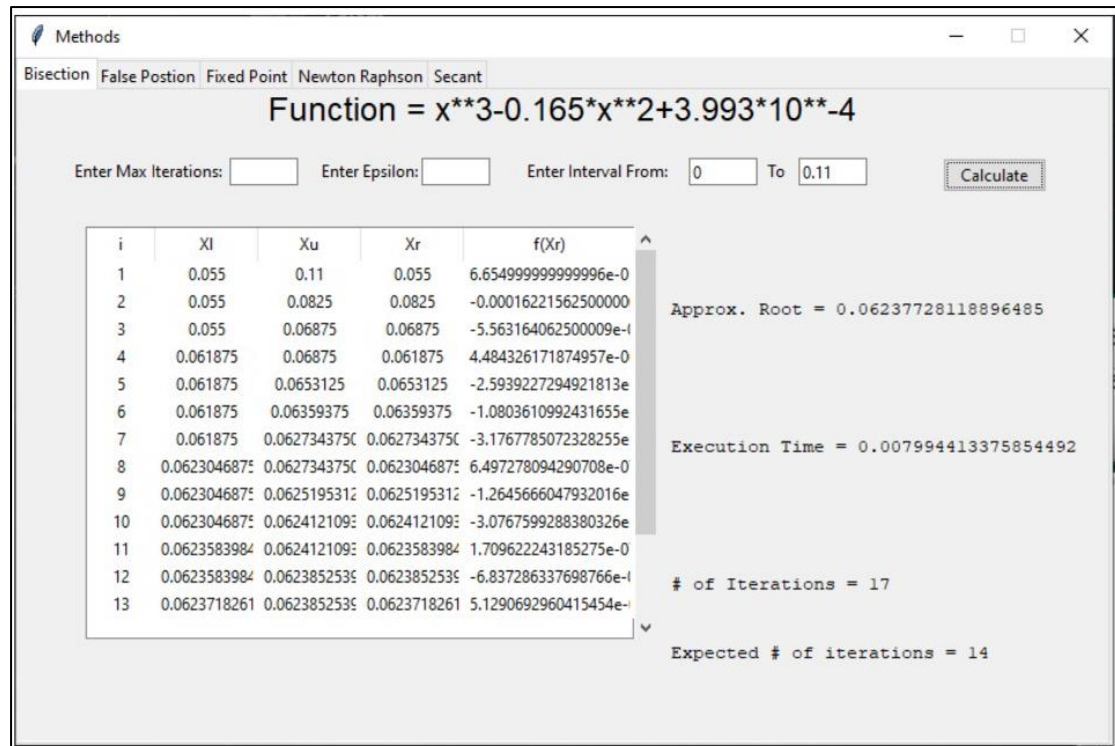 Methods
Bisection False Postion Fixed Point Newton Raphson Secant
Function = x**3-0.165*x**2+3.993*10**-4
Enter Max Iterations: Enter Epsilon: Enter Interval From: 0 To 0.11 Calculate
i Xl Xu Xr f(Xr)
1 0.055 0.11 0.055 6.654999999999996e-0
2 0.055 0.0825 0.0825 -0.00016221562500000
3 0.055 0.06875 0.06875 -5.563164062500009e-
4 0.061875 0.06875 0.061875 4.484326171874957e-0
5 0.061875 0.0653125 0.0653125 -2.5939227294921813e
6 0.061875 0.06359375 0.06359375 -1.0803610992431655e
7 0.061875 0.062734375 0.062734375 -3.1767785072328255e
8 0.0623046875 0.062734375 0.0623046875 6.497278094290708e-0
9 0.0623046875 0.0625195312 0.0625195312 -1.2645666047932016e
10 0.0623046875 0.0624121093 0.0624121093 -3.0767599288380326e
11 0.0623583984 0.0624121093 0.0623583984 1.709622243185275e-0
12 0.0623583984 0.0623852539 0.0623852539 -6.837286337698766e-
13 0.0623718261 0.0623852539 0.0623718261 5.1290692960415454e-
Approx. Root = 0.06237728118896485
Execution Time = 0.007994413375854492
# of Iterations = 17
Expected # of iterations = 14